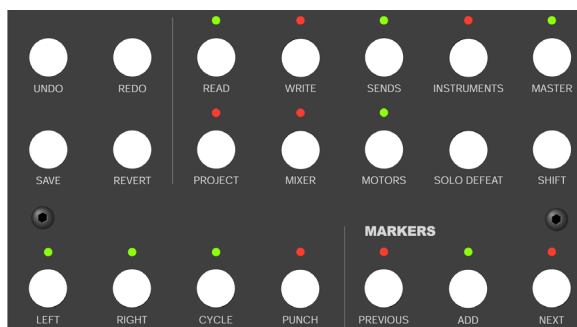 UNDO REDO READ WRITE SENDS INSTRUMENTS MASTER
SAVE REVERT PROJECT MIXER MOTORS SOLO DEFEAT SHIFT
MARKERS
LEFT RIGHT CYCLE PUNCH PREVIOUS ADD NEXT